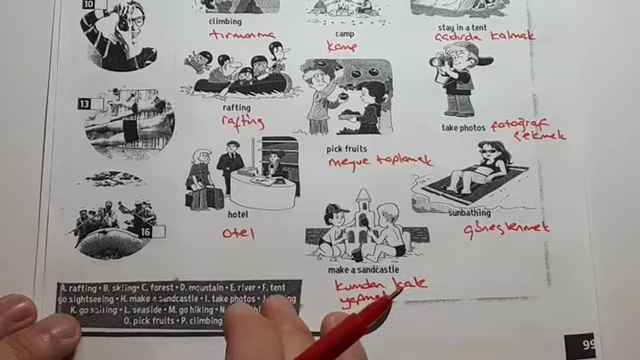 10
climbing
tırmanma
camp
kamp
stay in a tent
çadırda kalmak
13
rafting
rafting
take photos
fotoğraf
çekmek
pick fruits
meyve toplamak
hotel
otel
sunbathing
güneşlenmek
16
make a sandcastle
kumdan kale
yapmak
A. rafting • B. skiing • C. forest • D. mountain • E. river • F. tent
go sightseeing • H. make a sandcastle • I. take photos •
K. go sailing • L. seaside • M. go hiking •
O. pick fruits • P. climbing
99